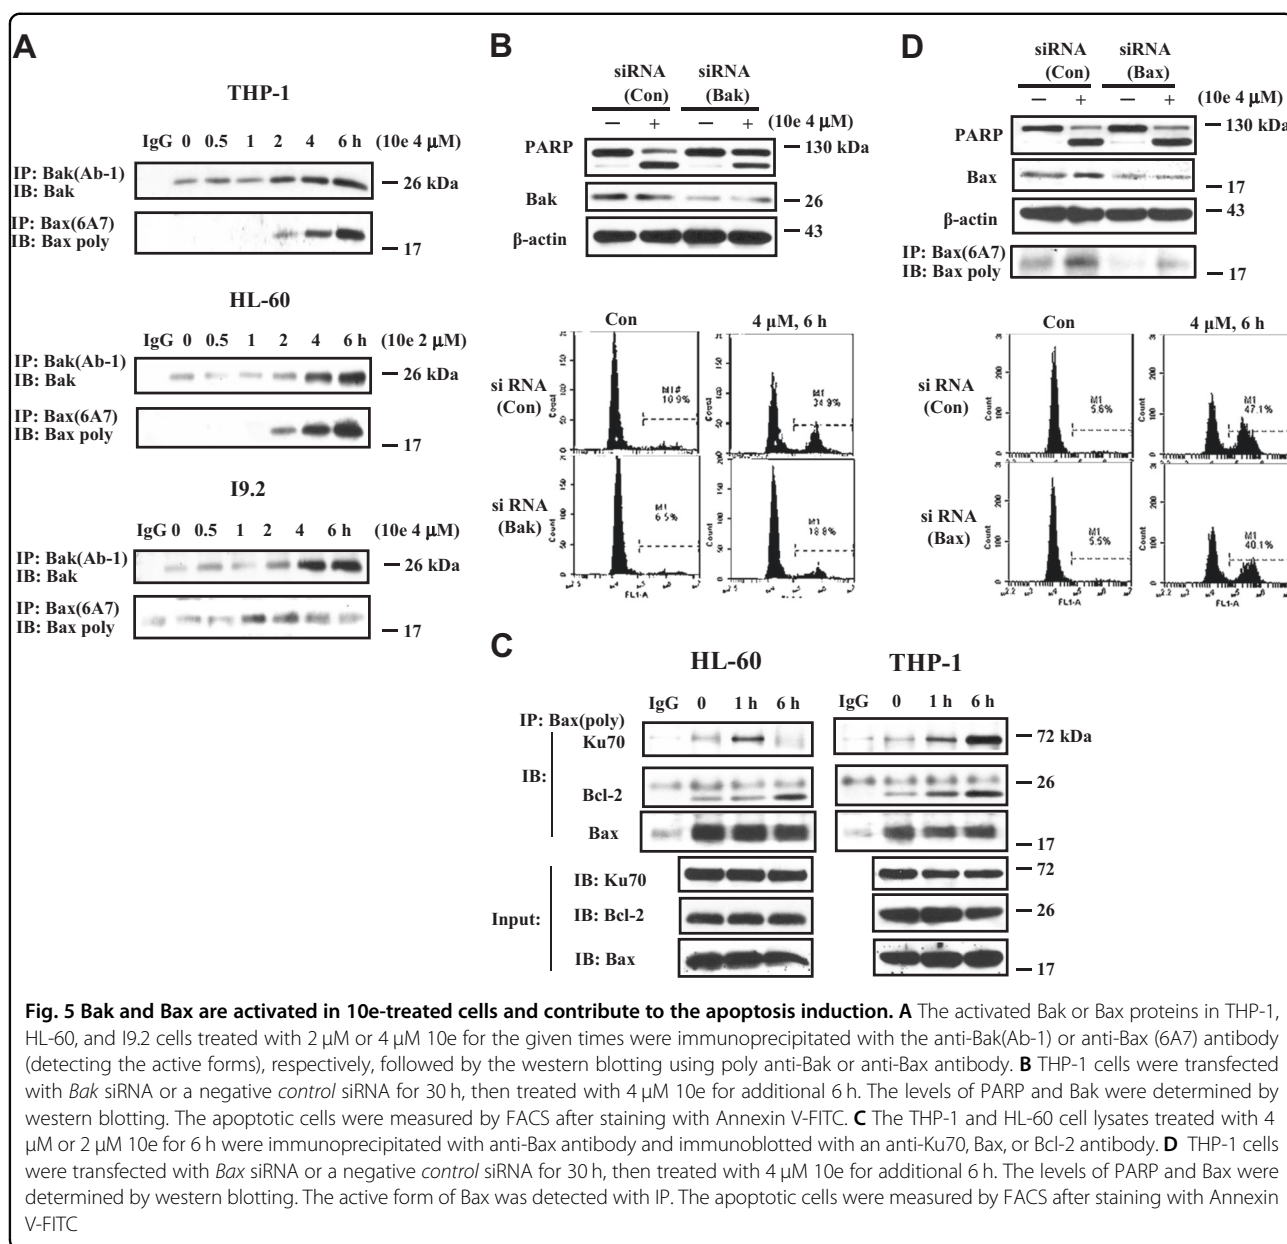 A
THP-1
IgG 0 0.5 1 2 4 6 h (10e 4 μM)
IP: Bak(Ab-1)
IB: Bak
26 kDa
IP: Bax(6A7)
IB: Bax poly
17
HL-60
IgG 0 0.5 1 2 4 6 h (10e 2 μM)
IP: Bak(Ab-1)
IB: Bak
26 kDa
IP: Bax(6A7)
IB: Bax poly
17
I9.2
IgG 0 0.5 1 2 4 6 h (10e 4 μM)
IP: Bak(Ab-1)
IB: Bak
26 kDa
IP: Bax(6A7)
IB: Bax poly
17
B
siRNA siRNA
(Con) (Bak)
— + — + (10e 4 μM)
PARP
130 kDa
Bak
26
β-actin
43
Con 4 μM, 6 h
si RNA
(Con)
Count
10.9%
Count
M1
si RNA
(Bak)
Count
M1
6.5%
Count
M1
18.8%
FL1-A FL1-A
D
siRNA siRNA
(Con) (Bax)
— + — + (10e 4 μM)
PARP
130 kDa
Bax
17
β-actin
43
IP: Bax(6A7)
IB: Bax poly
17
Con 4 μM, 6 h
si RNA
(Con)
Count
M1
5.6%
Count
M1
47.1%
si RNA
(Bax)
Count
M1
5.5%
Count
M1
40.1%
FL1-A FL1-A
C
HL-60 THP-1
IgG 0 1 h 6 h IgG 0 1 h 6 h
IP: Bax(poly)
Ku70
72 kDa
IB:
Bcl-2
26
Bax
17
Input:
IB: Ku70
72
IB: Bcl-2
26
IB: Bax
17
Fig. 5 Bak and Bax are activated in 10e-treated cells and contribute to the apoptosis induction. A The activated Bak or Bax proteins in THP-1,
HL-60, and I9.2 cells treated with 2 μM or 4 μM 10e for the given times were immunoprecipitated with the anti-Bak(Ab-1) or anti-Bax (6A7) antibody
(detecting the active forms), respectively, followed by the western blotting using poly anti-Bak or anti-Bax antibody. B THP-1 cells were transfected
with Bak siRNA or a negative control siRNA for 30 h, then treated with 4 μM 10e for additional 6 h. The levels of PARP and Bak were determined by
western blotting. The apoptotic cells were measured by FACS after staining with Annexin V-FITC. C The THP-1 and HL-60 cell lysates treated with 4
μM or 2 μM 10e for 6 h were immunoprecipitated with anti-Bax antibody and immunoblotted with an anti-Ku70, Bax, or Bcl-2 antibody. D THP-1 cells
were transfected with Bax siRNA or a negative control siRNA for 30 h, then treated with 4 μM 10e for additional 6 h. The levels of PARP and Bax were
determined by western blotting. The active form of Bax was detected with IP. The apoptotic cells were measured by FACS after staining with Annexin
V-FITC